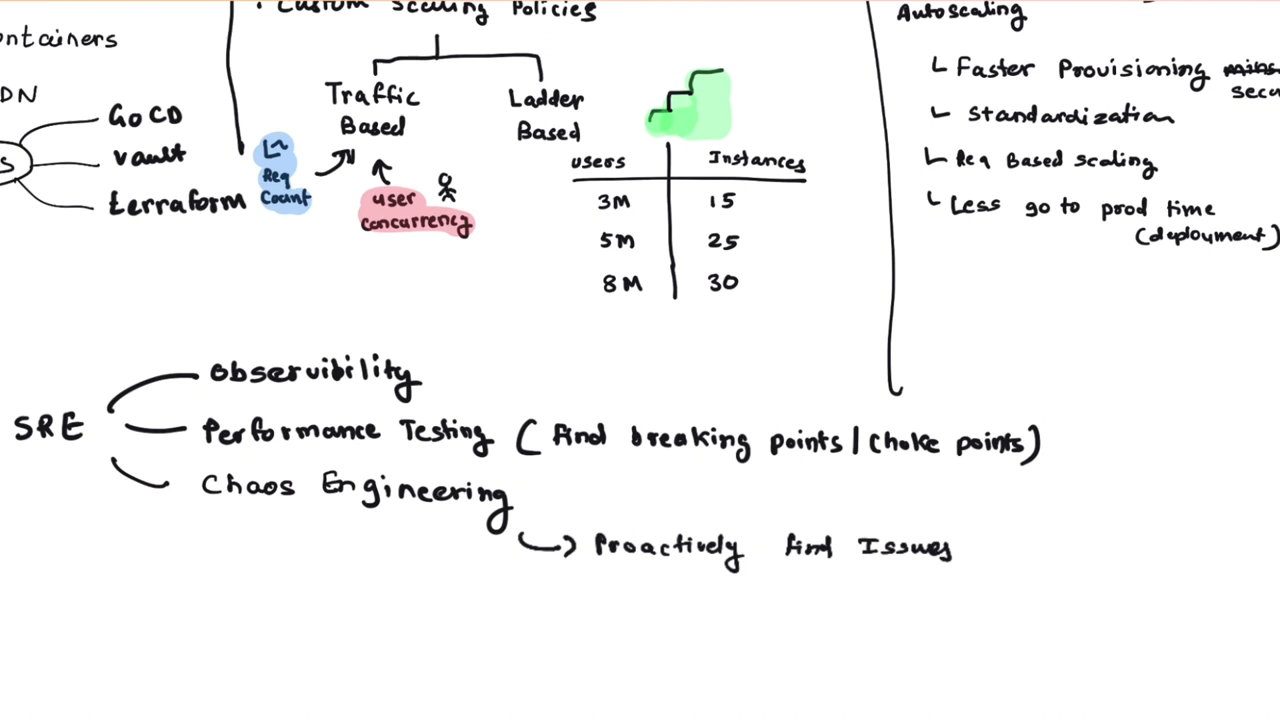 • Custom Scaling Policies
ontainers
DN
S
GoCD
Vault
terraform
Traffic
Based
Ladder
Based
Req
Count
user
concurrency
users Instances
3M 15
5M 25
8M 30
Autoscaling
Faster Provisioning mins
secu
Standardization
Req Based scaling
Less go to prod time
(deployment)
SRE
Observibility
Performance Testing (find breaking points/choke points)
Chaos Engineering
Proactively find Issues